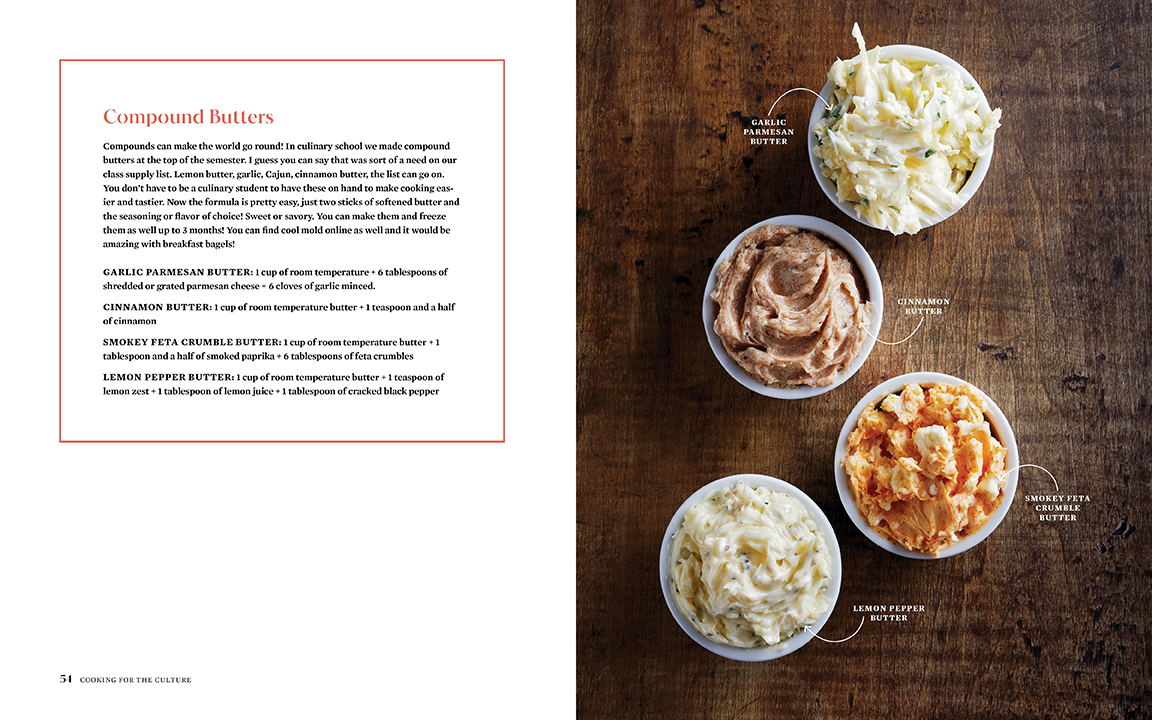 Compound Butters
Compounds can make the world go round! In culinary school we made compound
butters at the top of the semester. I guess you can say that was sort of a need on our
class supply list. Lemon butter, garlic, Cajun, cinnamon butter, the list can go on.
You don't have to be a culinary student to have these on hand to make cooking eas-
ier and tastier. Now the formula is pretty easy, just two sticks of softened butter and
the seasoning or flavor of choice! Sweet or savory. You can make them and freeze
them as well up to 3 months! You can find cool mold online as well and it would be
amazing with breakfast bagels!
GARLIC PARMESAN BUTTER: 1 cup of room temperature + 6 tablespoons of
shredded or grated parmesan cheese + 6 cloves of garlic minced.
CINNAMON BUTTER: 1 cup of room temperature butter + 1 teaspoon and a half
of cinnamon
SMOKEY FETA CRUMBLE BUTTER: 1 cup of room temperature butter + 1
tablespoon and a half of smoked paprika + 6 tablespoons of feta crumbles
LEMON PEPPER BUTTER: 1 cup of room temperature butter + 1 teaspoon of
lemon zest + 1 tablespoon of lemon juice + 1 tablespoon of cracked black pepper
54 COOKING FOR THE CULTURE
GARLIC
PARMESAN
BUTTER
CINNAMON
BUTTER
SMOKEY FETA
CRUMBLE
BUTTER
LEMON PEPPER
BUTTER